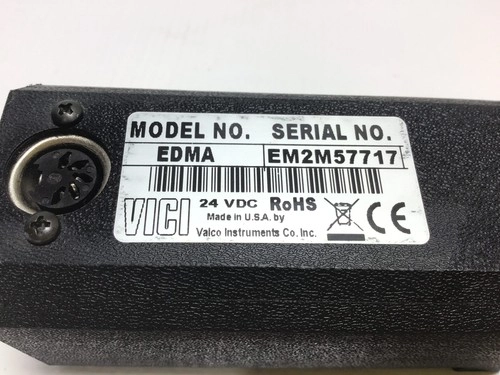 MODEL NO. SERIAL NO.
EDMA EM2M57717
VICI 24 VDC RoHS CE
Made in U.S.A. by
Valco Instruments Co. Inc.